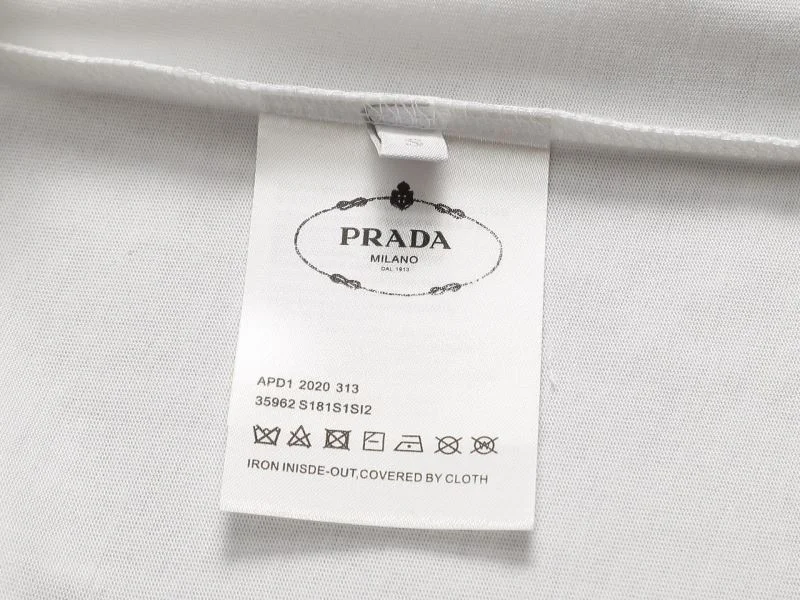 S
PRADA
MILANO
DAL 1913
APD1 2020 313
35962 S181S1SI2
IRON INISDE-OUT,COVERED BY CLOTH